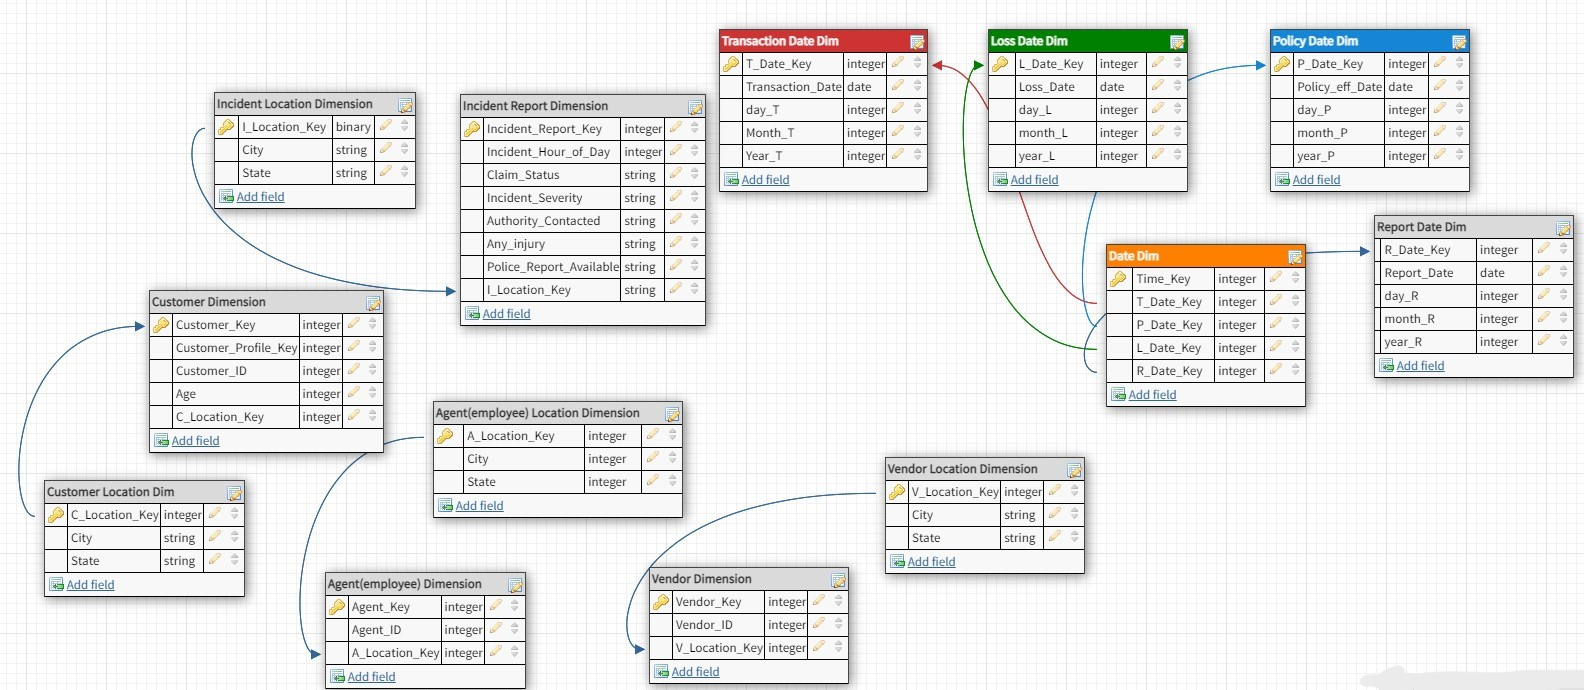 Transaction Date Dim
T_Date_Key integer
Transaction_Date date
day_T integer
Month_T integer
Year_T integer
Add field
Loss Date Dim
L_Date_Key integer
Loss_Date date
day_L integer
month_L integer
year_L integer
Add field
Policy Date Dim
P_Date_Key integer
Policy_eff_Date date
day_P integer
month_P integer
year_P integer
Add field
Incident Location Dimension
I_Location_Key binary
City string
State string
Add field
Incident Report Dimension
Incident_Report_Key integer
Incident_Hour_of_Day integer
Claim_Status string
Incident_Severity string
Authority_Contacted string
Any_injury string
Police_Report_Available string
I_Location_Key string
Add field
Report Date Dim
R_Date_Key integer
Report_Date date
day_R integer
month_R integer
year_R integer
Add field
Date Dim
Time_Key integer
T_Date_Key integer
P_Date_Key integer
L_Date_Key integer
R_Date_Key integer
Add field
Customer Dimension
Customer_Key integer
Customer_Profile_Key integer
Customer_ID integer
Age integer
C_Location_Key integer
Add field
Agent(employee) Location Dimension
A_Location_Key integer
City integer
State integer
Add field
Vendor Location Dimension
V_Location_Key integer
City string
State string
Add field
Customer Location Dim
C_Location_Key integer
City string
State string
Add field
Agent(employee) Dimension
Agent_Key integer
Agent_ID integer
A_Location_Key integer
Add field
Vendor Dimension
Vendor_Key integer
Vendor_ID integer
V_Location_Key integer
Add field